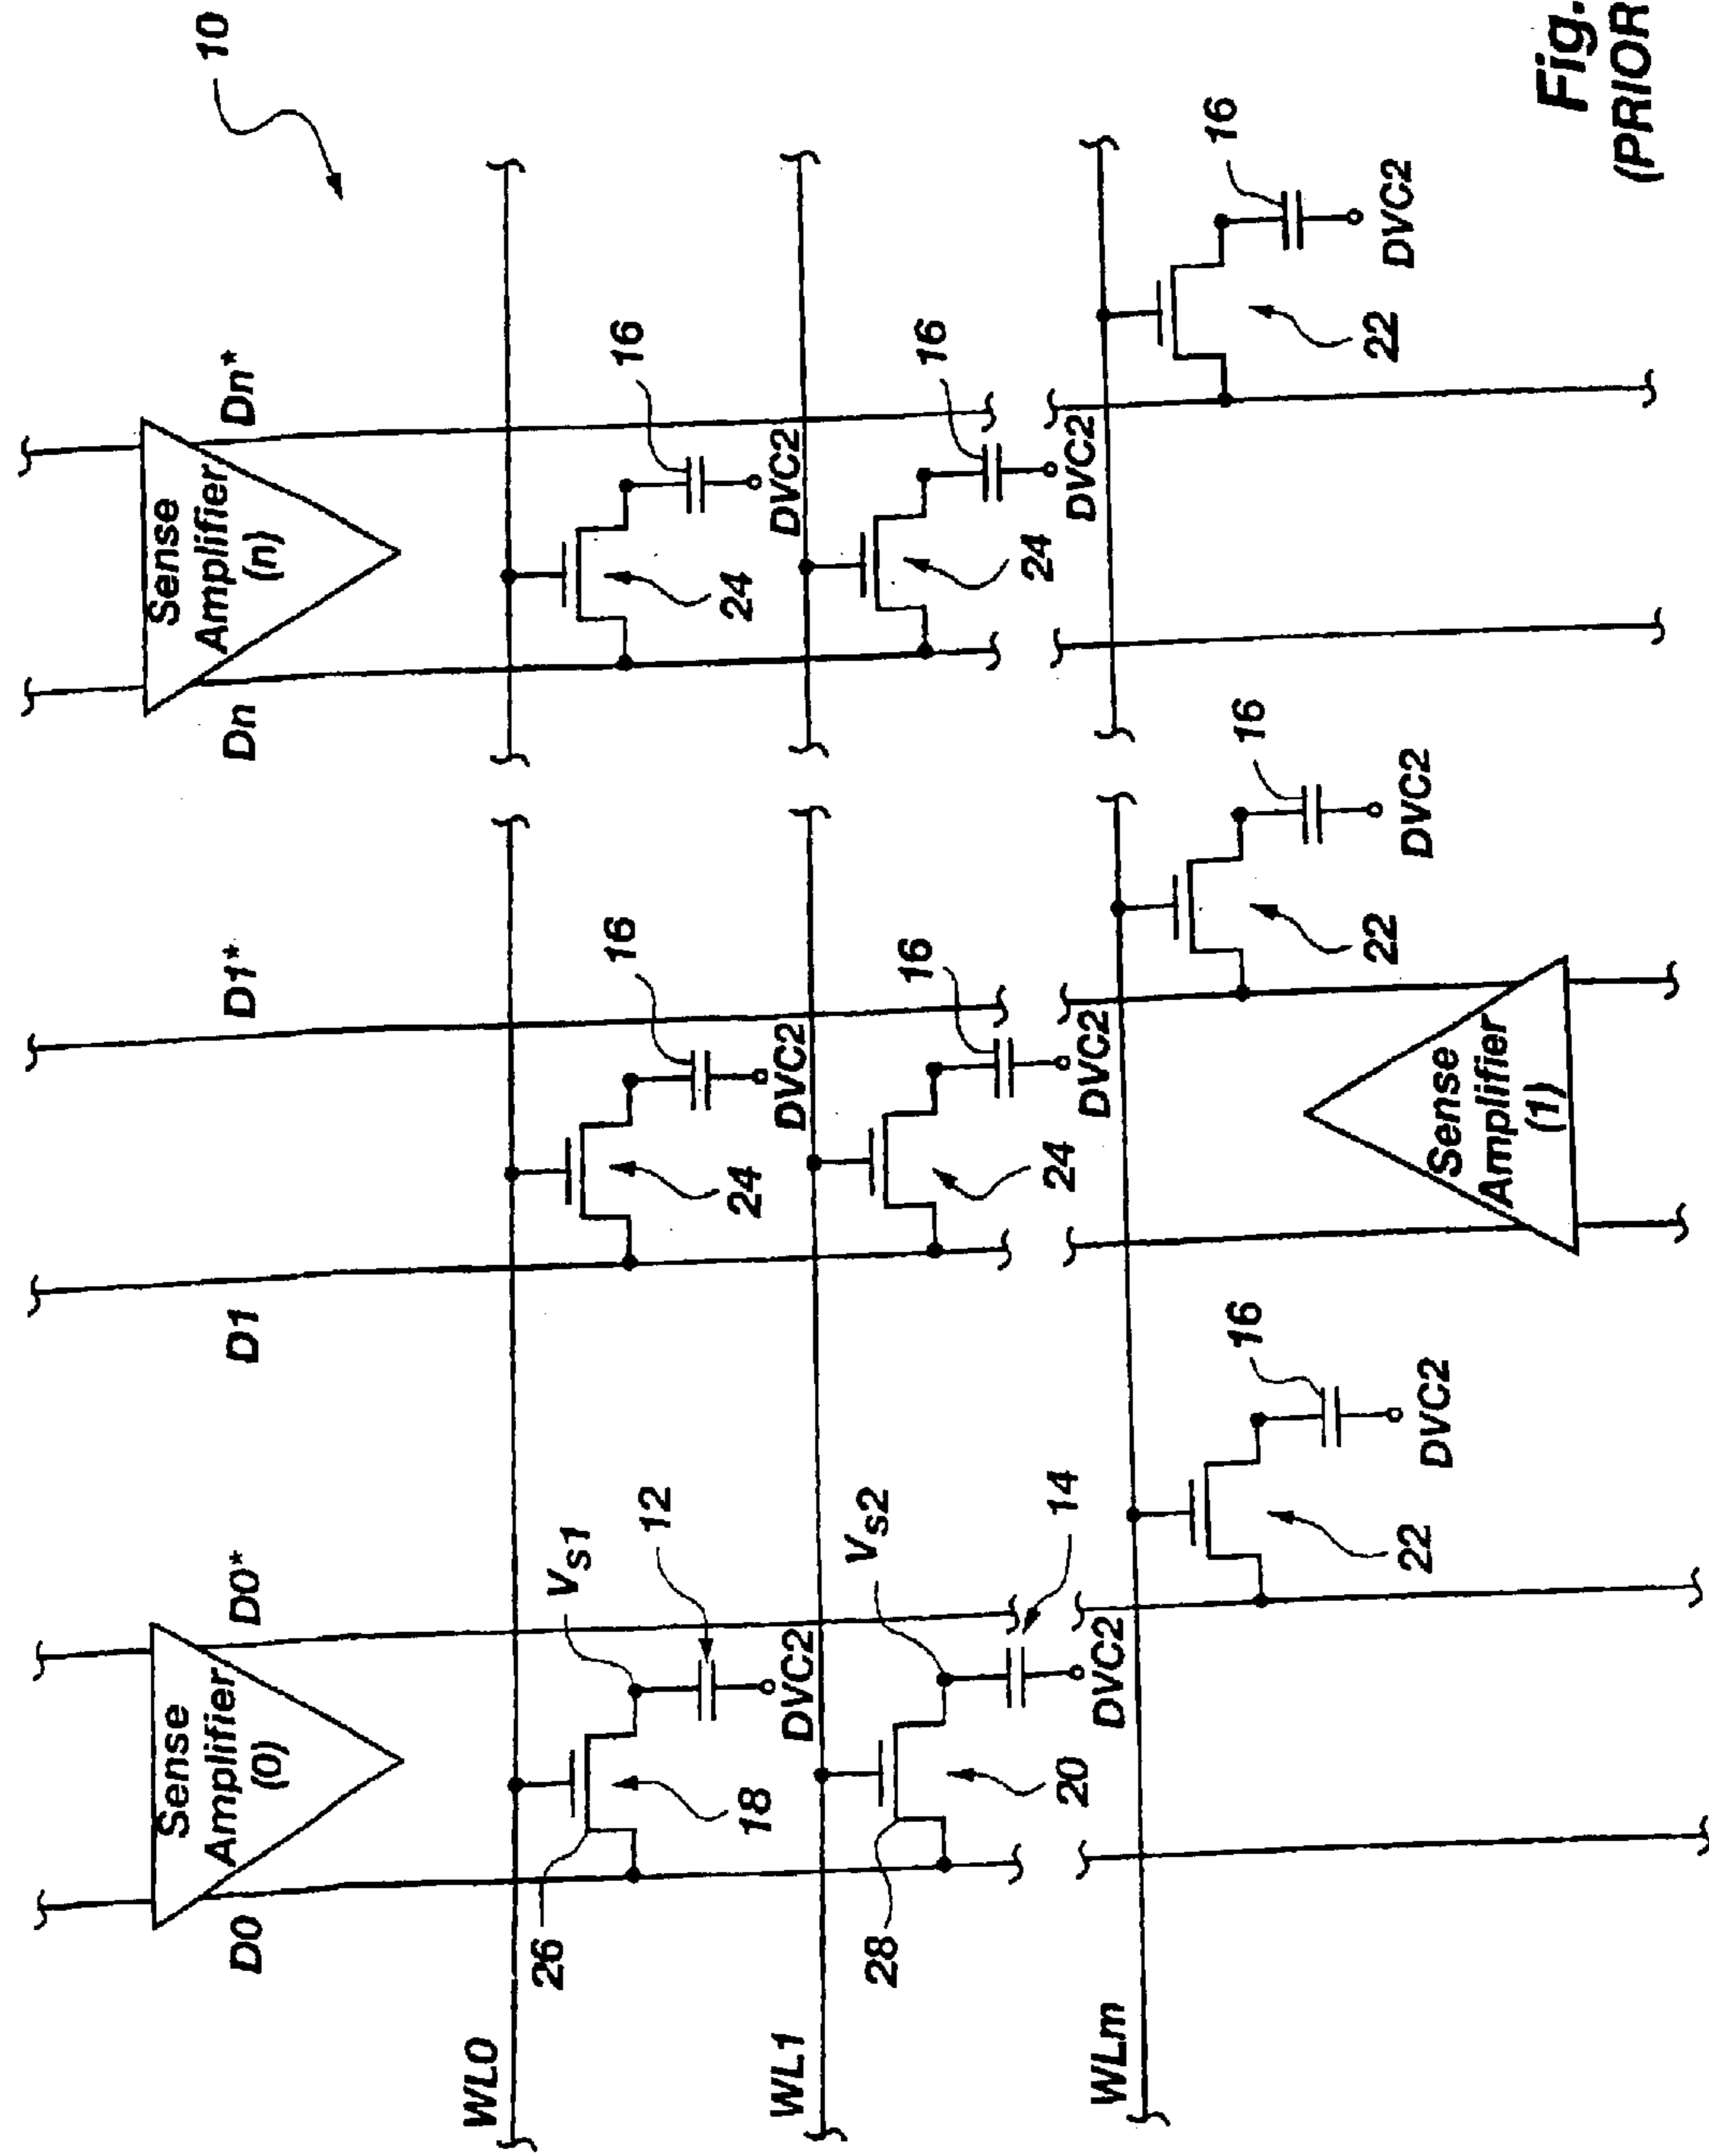 10
Sense
Amplifier
(0)
Sense
Amplifier
(n)
D0
D0*
D1
D1*
Dn
Dn*
WL0
26
Vs1
12
16
16
18
24
24
DVC2
DVC2
DVC2
WL1
28
Vs2
16
16
20
14
24
24
DVC2
DVC2
DVC2
WLm
16
16
16
22
22
22
DVC2
DVC2
DVC2
Sense
Amplifier
(1)
Fig.
(PRIOR